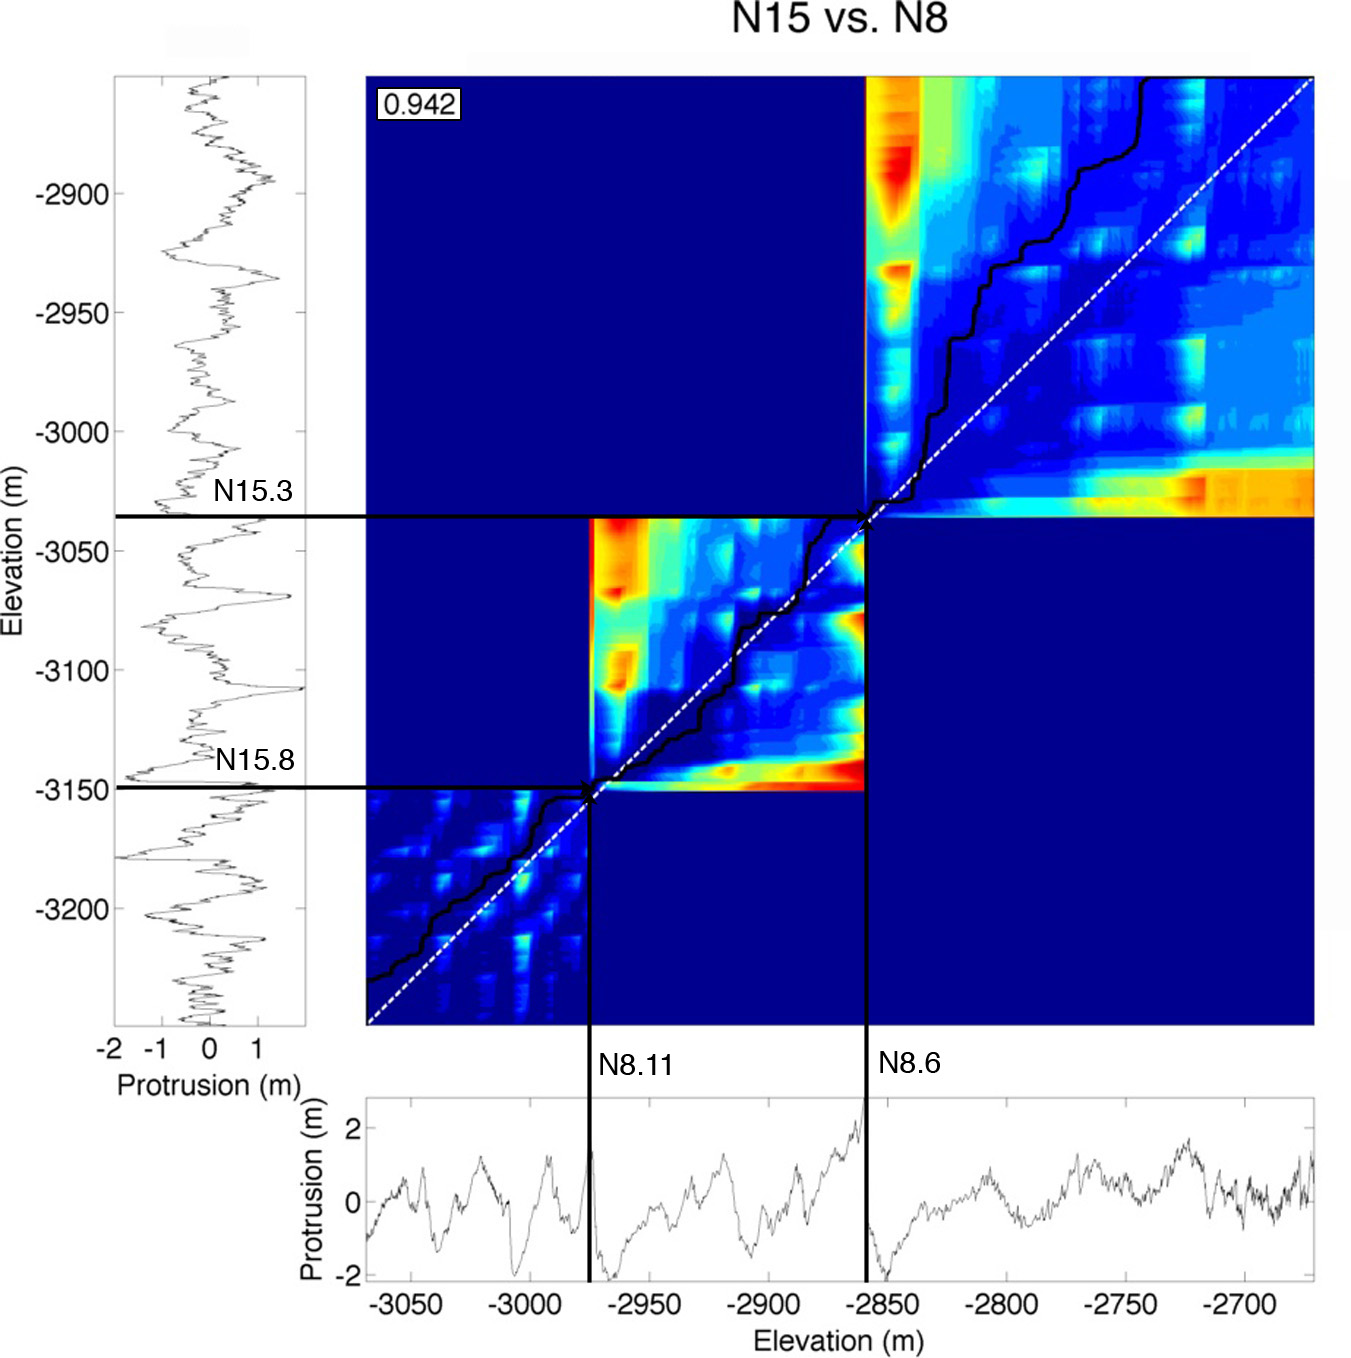 N15 vs. N8
0.942
-2900
-2950
-3000
N15.3
-3050
-3100
N15.8
-3150
-3200
Elevation (m)
-2 -1 0 1
Protrusion (m)
N8.11
N8.6
2
0
-2
Protrusion (m)
-3050 -3000 -2950 -2900 -2850 -2800 -2750 -2700
Elevation (m)